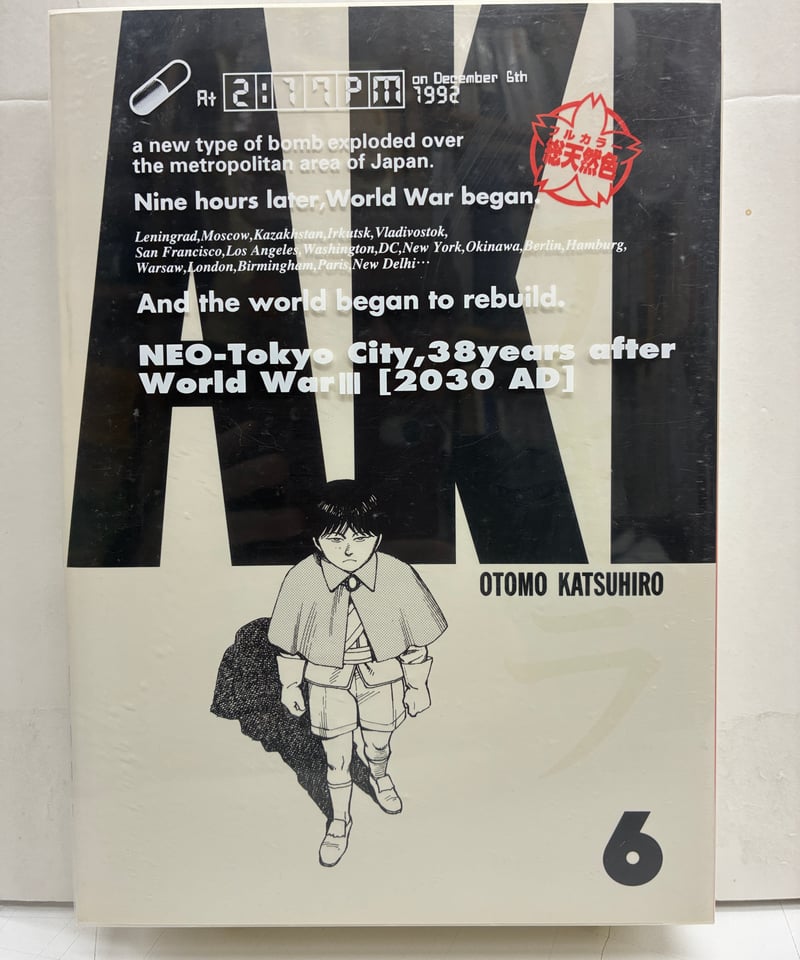 AKI
At 2:17PM on December 6th
1992
a new type of bomb exploded over
the metropolitan area of Japan.
フルカラー
総天然色
Nine hours later,World War began.
Leningrad,Moscow,Kazakhstan,Irkutsk,Vladivostok,
San Francisco,Los Angeles,Washington,DC,New York,Okinawa,Berlin,Hamburg,
Warsaw,London,Birmingham,Paris,New Delhi…
And the world began to rebuild.
NEO-Tokyo City,38years after
World WarⅢ [2030 AD]
OTOMO KATSUHIRO
ラ
6